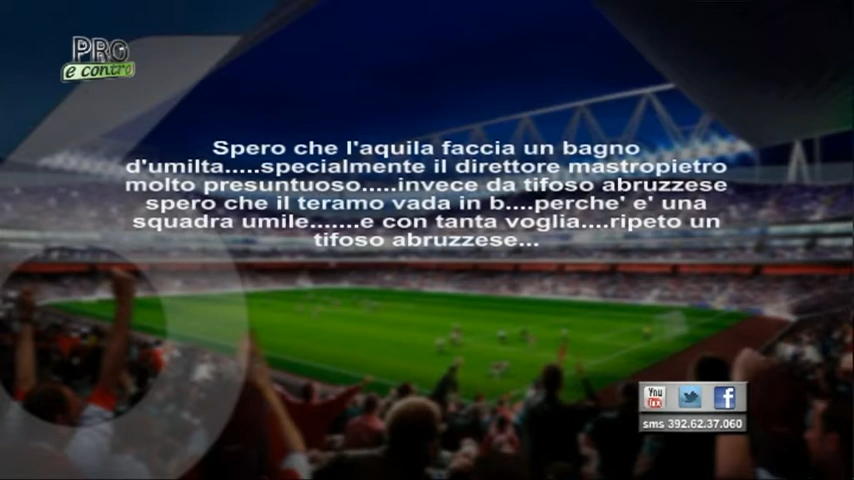 PRO
e contro
Spero che l'aquila faccia un bagno
d'umilta.....specialmente il direttore mastropietro
molto presuntuoso.....invece da tifoso abruzzese
spero che il teramo vada in b....perche' e' una
squadra umile.......e con tanta voglia....ripeto un
tifoso abruzzese...
You
sms 392.62.37.060